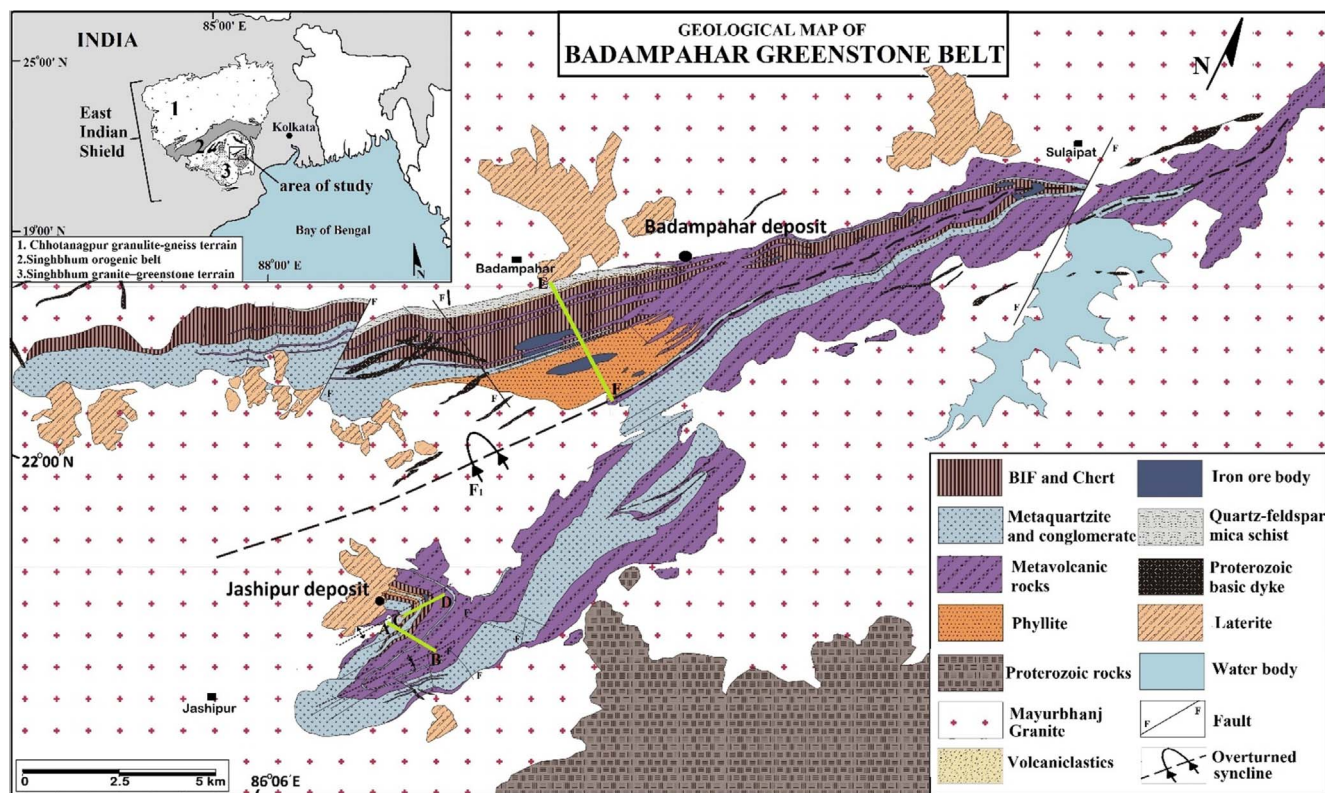 GEOLOGICAL MAP OF
BADAMPAHAR GREENSTONE BELT
N
85°00' E
INDIA
25°00' N
East
Indian
Shield
1
2
3
Kolkata
area of study
Bay of Bengal
19°00' N
N
1. Chhotanagpur granulite-gneiss terrain
2.Singhbhum orogenic belt
3.Singhbhum granite–greenstone terrain
88°00' E
Sulaipat
F
F
Badampahar deposit
Badampahar
E
F
F
F
F
F
22°00 N
F1
Jashipur deposit
D
C
A
B
F
F
Jashipur
0 2.5 5 km
86°06' E
BIF and Chert
Metaquartzite
and conglomerate
Metavolcanic
rocks
Phyllite
Proterozoic rocks
Mayurbhanj
Granite
Volcaniclastics
Iron ore body
Quartz-feldspar
mica schist
Proterozoic
basic dyke
Laterite
Water body
F F
Fault
Overturned
syncline